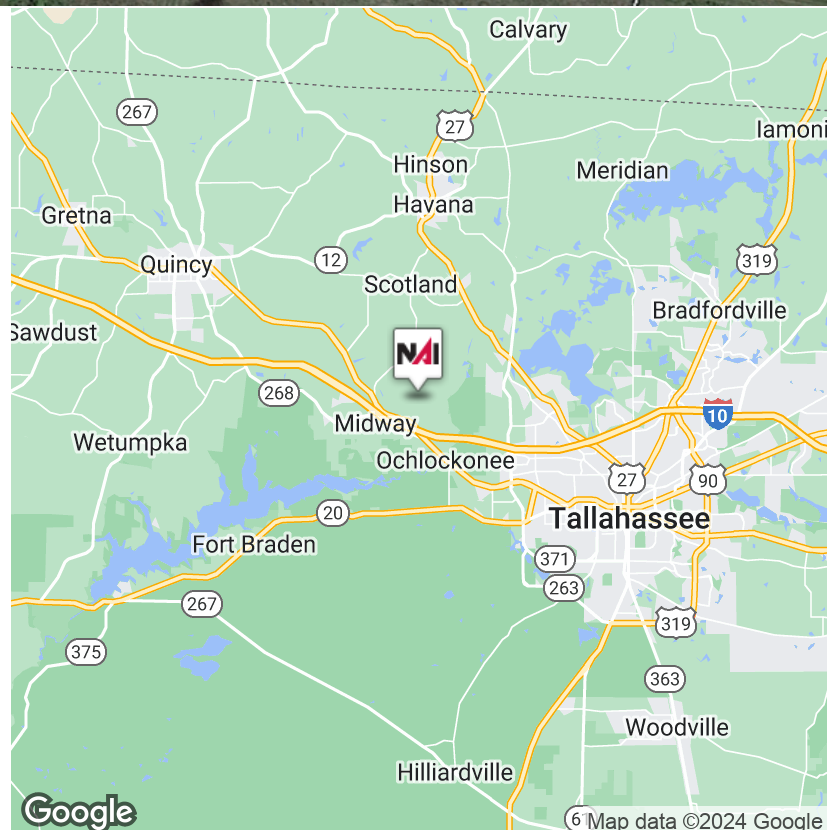 Calvary
267
27
Iamoni
Hinson
Meridian
Havana
Gretna
12
319
Quincy
Scotland
Bradfordville
Sawdust
NAI
268
10
Midway
Wetumpka
Ochlockonee
27
90
20
Tallahassee
Fort Braden
371
263
267
319
375
363
Woodville
Hilliardville
Google
Map data ©2024 Google